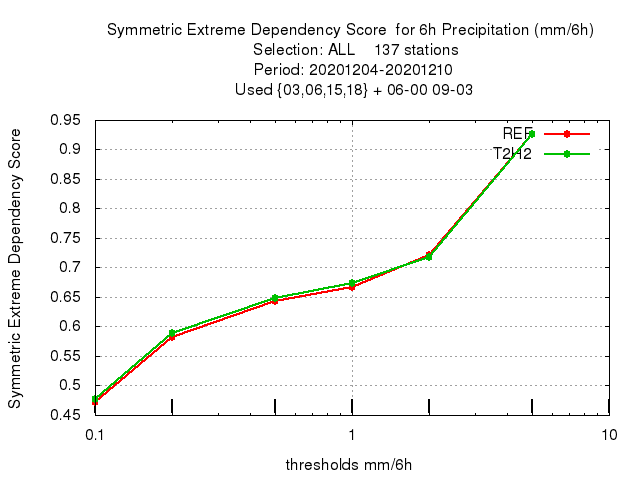 Symmetric Extreme Dependency Score  for 6h Precipitation (mm/6h)
Selection: ALL    137 stations
Period: 20201204-20201210
Used {03,06,15,18} + 06-00 09-03
Symmetric Extreme Dependency Score
0.95
0.9
0.85
0.8
0.75
0.7
0.65
0.6
0.55
0.5
0.45
REF
T2H2
0.1
1
10
thresholds mm/6h